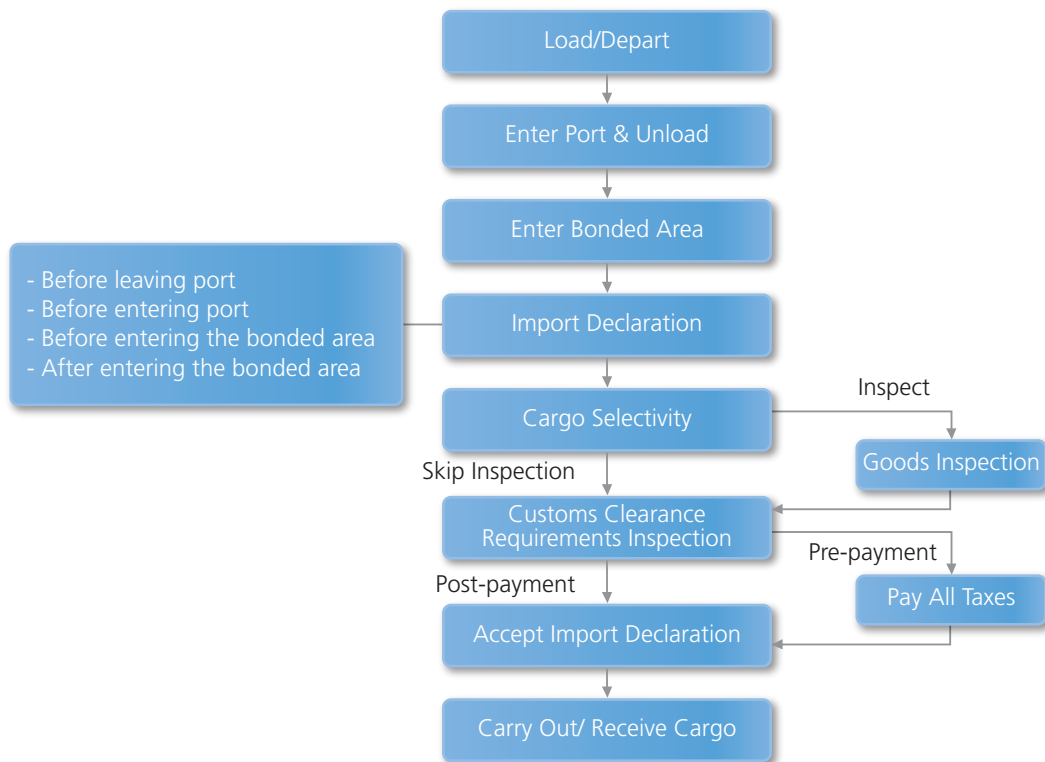 Load/Depart
Enter Port & Unload
Enter Bonded Area
- Before leaving port
- Before entering port
- Before entering the bonded area
- After entering the bonded area
Import Declaration
Cargo Selectivity
Inspect
Goods Inspection
Skip Inspection
Customs Clearance
Requirements Inspection
Pre-payment
Pay All Taxes
Post-payment
Accept Import Declaration
Carry Out/ Receive Cargo